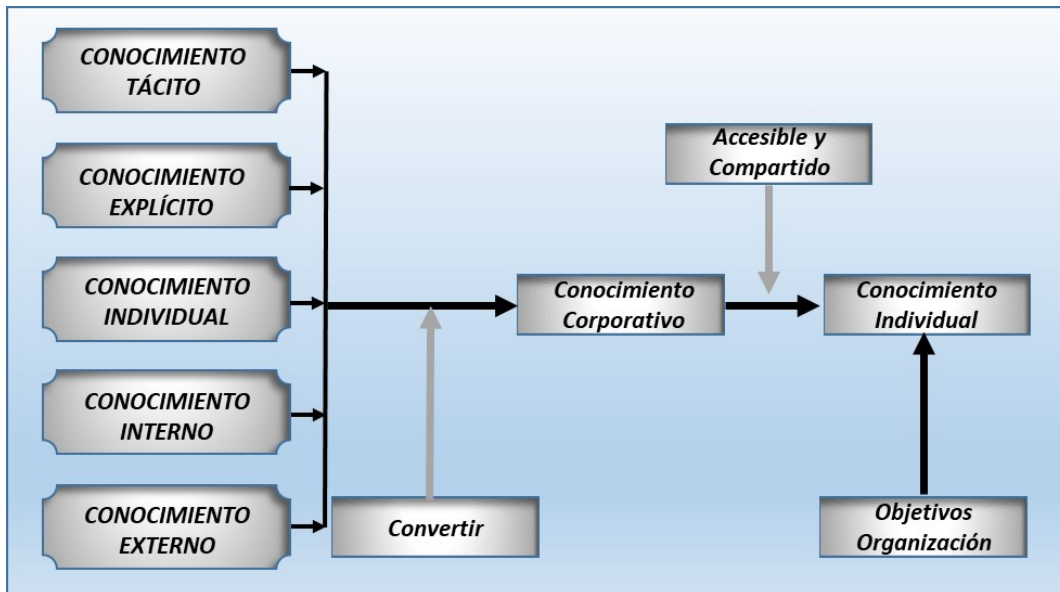 CONOCIMIENTO
TÁCITO
CONOCIMIENTO
EXPLÍCITO
CONOCIMIENTO
INDIVIDUAL
CONOCIMIENTO
INTERNO
CONOCIMIENTO
EXTERNO
Convertir
Conocimiento
Corporativo
Accesible y
Compartido
Conocimiento
Individual
Objetivos
Organización